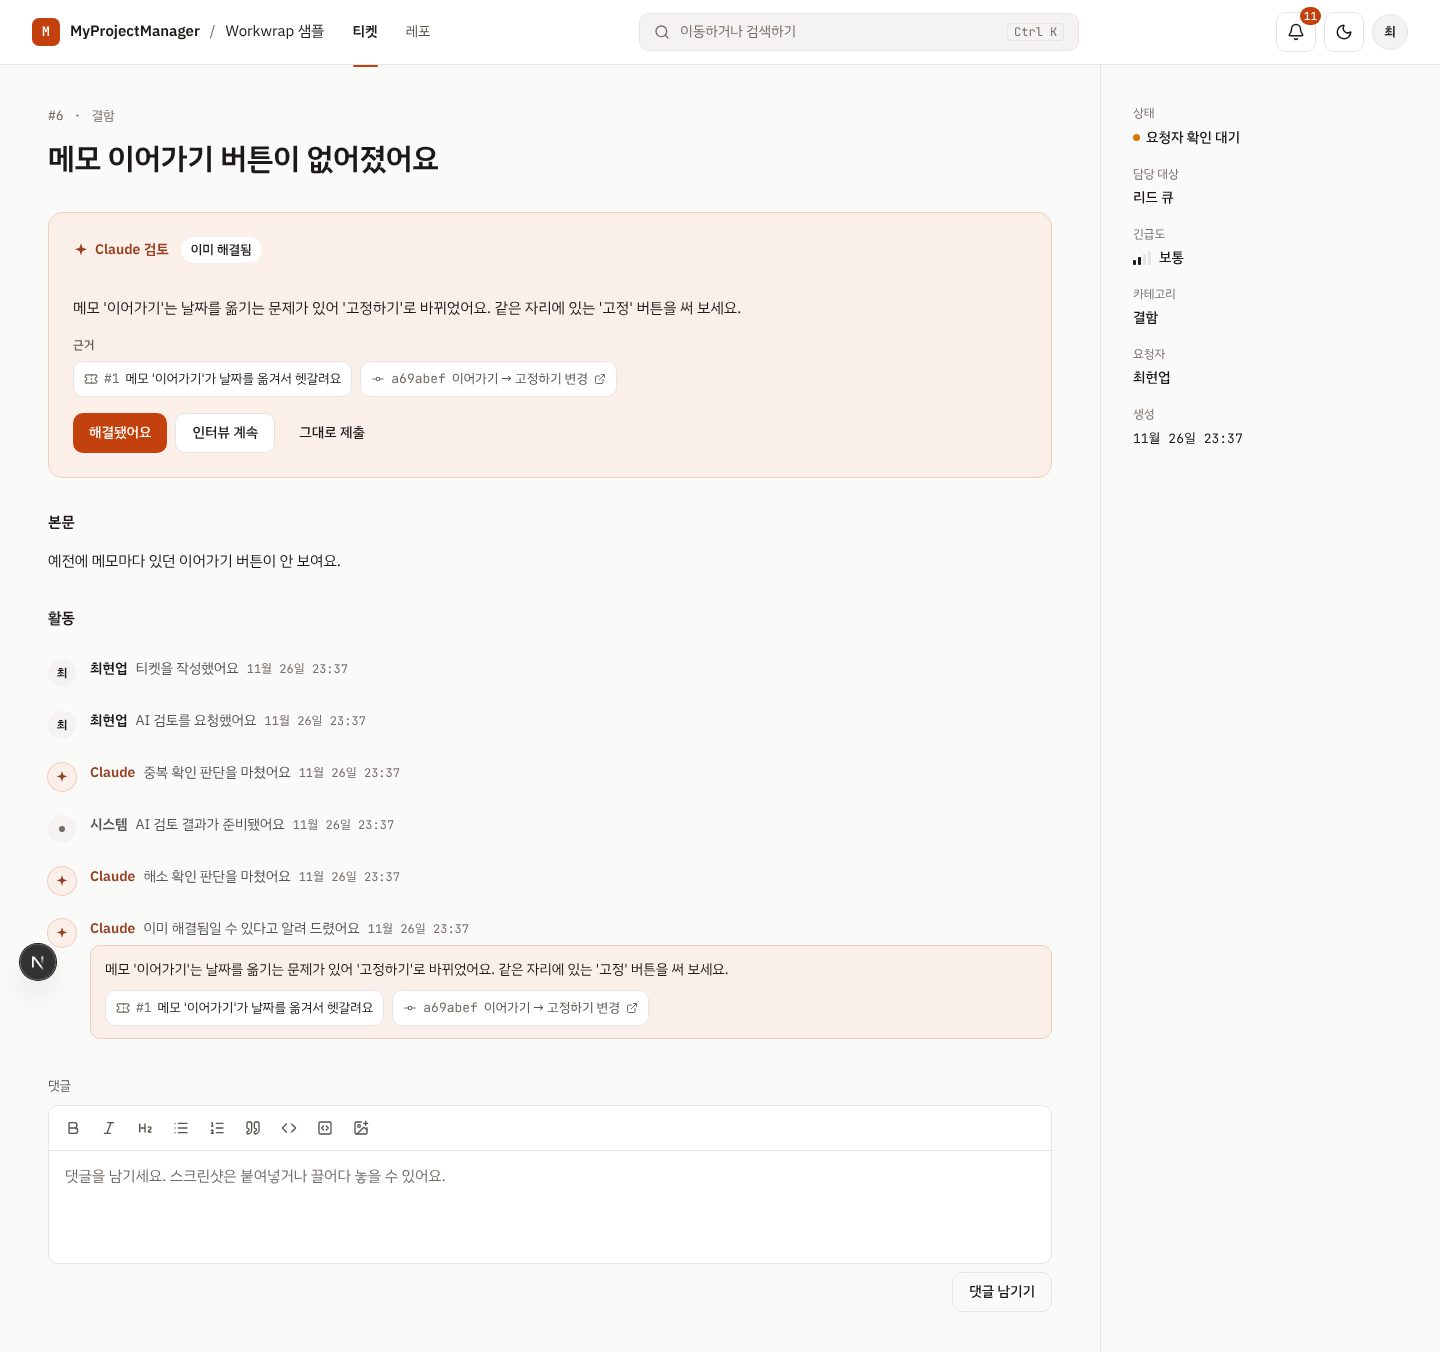 M MyProjectManager / Workwrap 샘플 티켓 레포 이동하거나 검색하기 Ctrl K 11 최
#6 · 결함
메모 이어가기 버튼이 없어졌어요
Claude 검토 이미 해결됨
메모 '이어가기'는 날짜를 옮기는 문제가 있어 '고정하기'로 바뀌었어요. 같은 자리에 있는 '고정' 버튼을 써 보세요.
근거
#1 메모 '이어가기'가 날짜를 옮겨서 헷갈려요 a69abef 이어가기 → 고정하기 변경
해결됐어요 인터뷰 계속 그대로 제출
본문
예전에 메모마다 있던 이어가기 버튼이 안 보여요.
활동
최 최현업 티켓을 작성했어요 11월 26일 23:37
최 최현업 AI 검토를 요청했어요 11월 26일 23:37
Claude 중복 확인 판단을 마쳤어요 11월 26일 23:37
시스템 AI 검토 결과가 준비됐어요 11월 26일 23:37
Claude 해소 확인 판단을 마쳤어요 11월 26일 23:37
Claude 이미 해결됨일 수 있다고 알려 드렸어요 11월 26일 23:37
N
메모 '이어가기'는 날짜를 옮기는 문제가 있어 '고정하기'로 바뀌었어요. 같은 자리에 있는 '고정' 버튼을 써 보세요.
#1 메모 '이어가기'가 날짜를 옮겨서 헷갈려요 a69abef 이어가기 → 고정하기 변경
댓글
B I H2
댓글을 남기세요. 스크린샷은 붙여넣거나 끌어다 놓을 수 있어요.
댓글 남기기
상태
요청자 확인 대기
담당 대상
리드 큐
긴급도
보통
카테고리
결함
요청자
최현업
생성
11월 26일 23:37